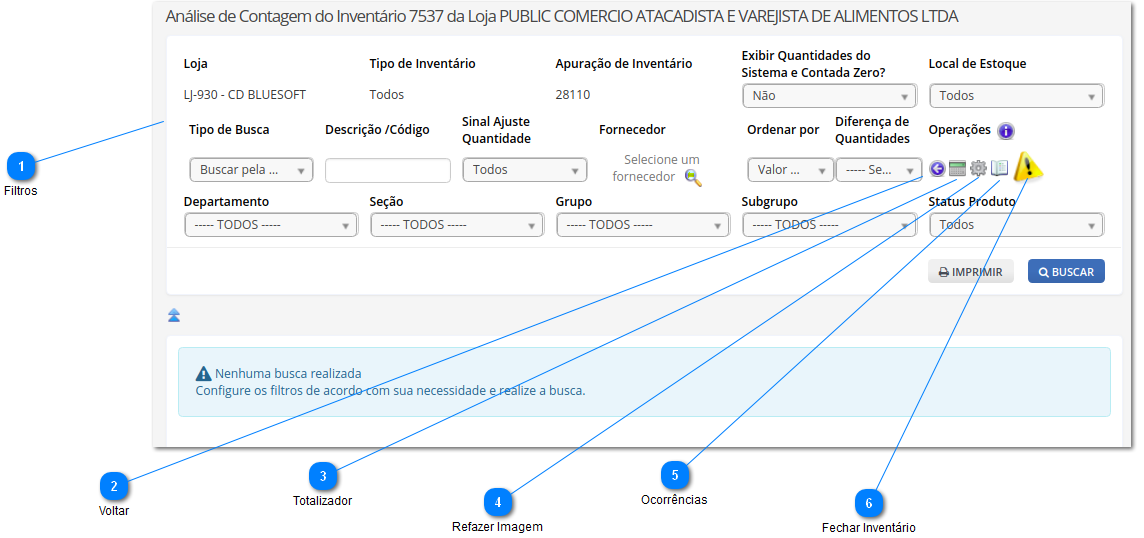 Análise de Contagem do Inventário 7537 da Loja PUBLIC COMERCIO ATACADISTA E VAREJISTA DE ALIMENTOS LTDA
Loja
Tipo de Inventário
Apuração de Inventário
Exibir Quantidades do
Sistema e Contada Zero?
Local de Estoque
LJ-930 - CD BLUESOFT
Todos
28110
Não
Todos
Tipo de Busca
Descrição /Código
Sinal Ajuste
Quantidade
Fornecedor
Ordenar por
Diferença de
Quantidades
Operações
Buscar pela ...
Todos
Selecione um
fornecedor
Valor ...
----- Se...
Departamento
Seção
Grupo
Subgrupo
Status Produto
----- TODOS -----
----- TODOS -----
----- TODOS -----
----- TODOS -----
Todos
IMPRIMIR
BUSCAR
Nenhuma busca realizada
Configure os filtros de acordo com sua necessidade e realize a busca.
1
Filtros
2
Voltar
3
Totalizador
4
Refazer Imagem
5
Ocorrências
6
Fechar Inventário